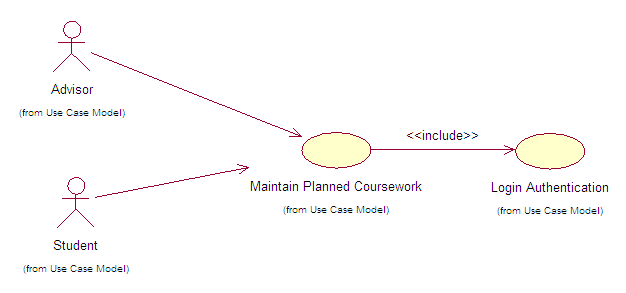 Advisor
(from Use Case Model)
<<include>>
Maintain Planned Coursework
(from Use Case Model)
Login Authentication
(from Use Case Model)
Student
(from Use Case Model)